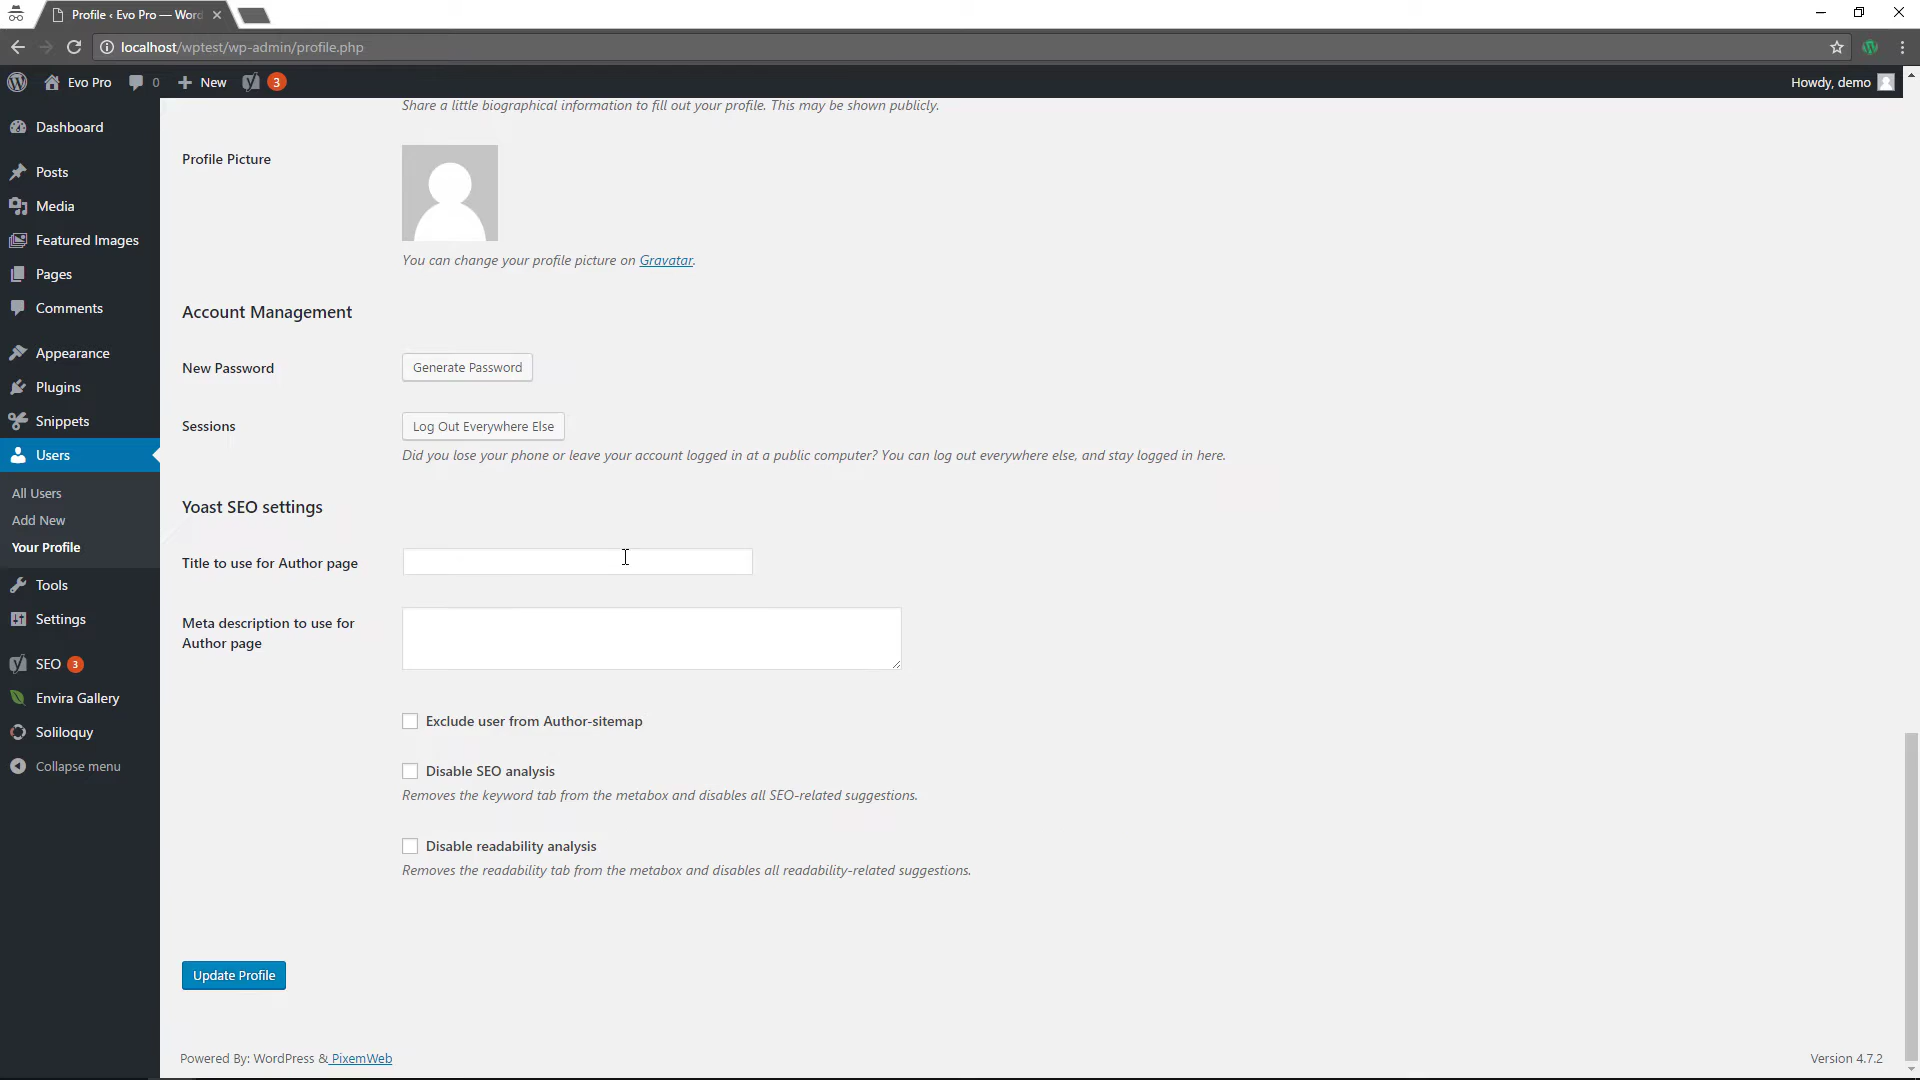 Profile ‹ Evo Pro — Word
localhost/wptest/wp-admin/profile.php
Evo Pro 0 New 3 Howdy, demo
Dashboard
Posts
Media
Featured Images
Pages
Comments
Appearance
Plugins
Snippets
Users
All Users
Add New
Your Profile
Tools
Settings
SEO 3
Envira Gallery
Soliloquy
Collapse menu
Share a little biographical information to fill out your profile. This may be shown publicly.
Profile Picture
You can change your profile picture on Gravatar.
Account Management
New Password Generate Password
Sessions Log Out Everywhere Else
Did you lose your phone or leave your account logged in at a public computer? You can log out everywhere else, and stay logged in here.
Yoast SEO settings
Title to use for Author page
Meta description to use for
Author page
Exclude user from Author-sitemap
Disable SEO analysis
Removes the keyword tab from the metabox and disables all SEO-related suggestions.
Disable readability analysis
Removes the readability tab from the metabox and disables all readability-related suggestions.
Update Profile
Powered By: WordPress & PixemWeb Version 4.7.2